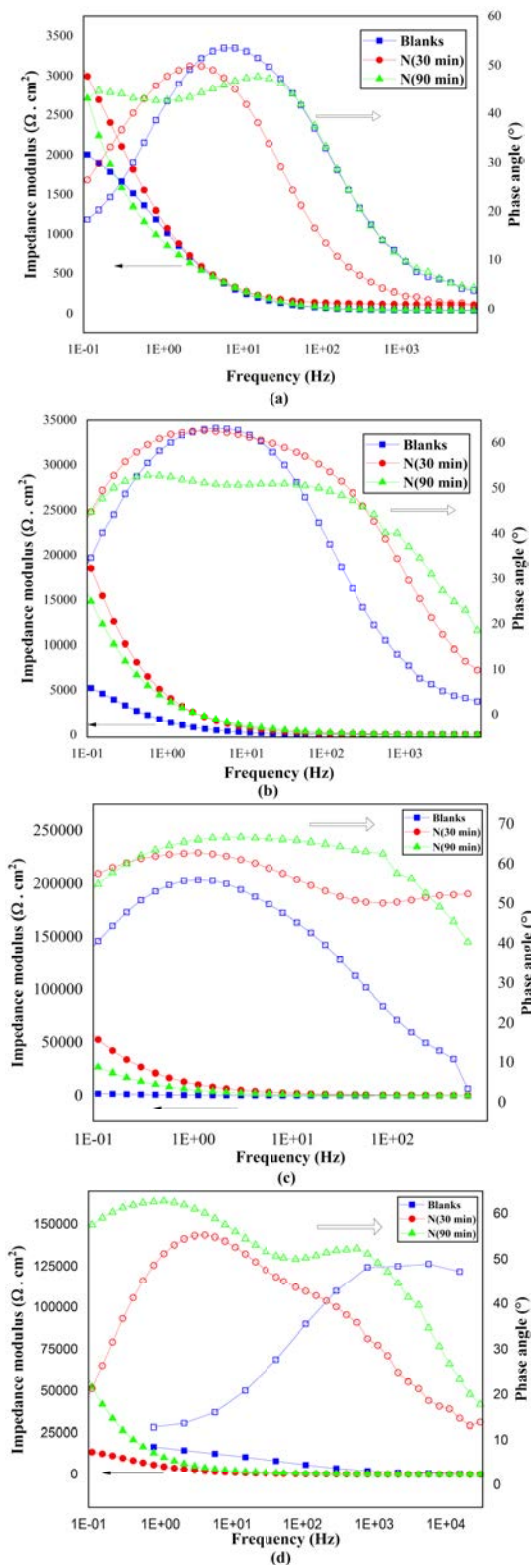 60
Blanks
N(30 min)
N(90 min)
3000
2500
2000
1500
1000
500
0
50
40
30
20
10
0
Impedance modulus (Ω . cm²)
Phase angle (°)
1E-01
1E+00
1E+01
1E+02
1E+03
Frequency (Hz)
(a)
35000
30000
25000
20000
15000
10000
5000
0
Blanks
N(30 min)
N(90 min)
60
50
40
30
20
10
0
Impedance modulus (Ω . cm²)
Phase angle (°)
1E-01
1E+00
1E+01
1E+02
1E+03
Frequency (Hz)
(b)
250000
200000
150000
100000
50000
0
Blanks
N(30 min)
N(90 min)
70
60
50
40
30
20
10
0
Impedance modulus (Ω . cm²)
Phase angle (°)
1E-01
1E+00
1E+01
1E+02
Frequency (Hz)
(c)
150000
125000
100000
75000
50000
25000
0
Blanks
N(30 min)
N(90 min)
60
50
40
30
20
10
0
Impedance modulus (Ω . cm²)
Phase angle (°)
1E-01
1E+00
1E+01
1E+02
1E+03
1E+04
Frequency (Hz)
(d)